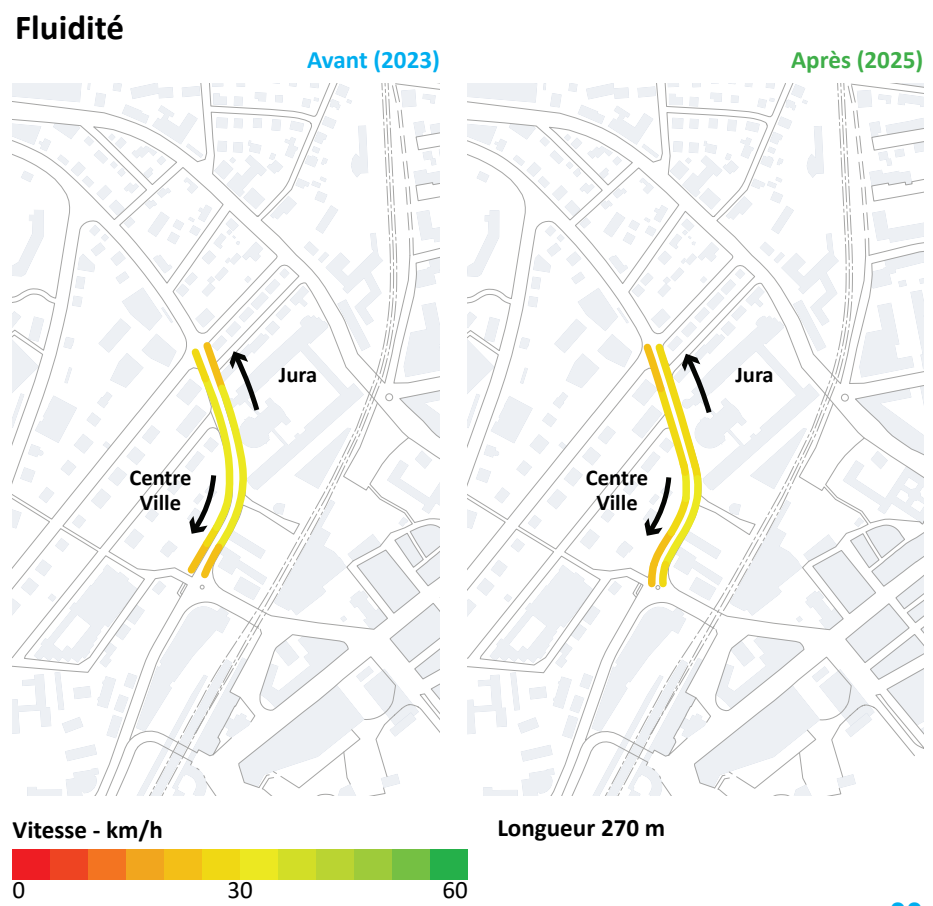 Fluidité
Avant (2023)
Après (2025)
Jura
Centre
Ville
Jura
Centre
Ville
Vitesse - km/h
Longueur 270 m
0 30 60